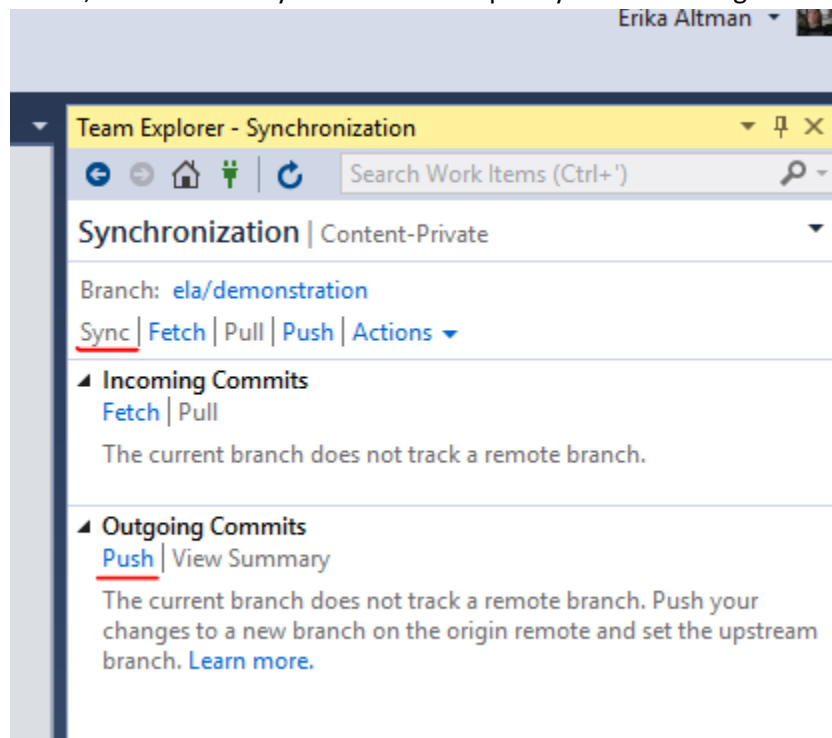 Erika Altman
Team Explorer - Synchronization
Search Work Items (Ctrl+')
Synchronization | Content-Private
Branch: ela/demonstration
Sync | Fetch | Pull | Push | Actions
Incoming Commits
Fetch | Pull
The current branch does not track a remote branch.
Outgoing Commits
Push | View Summary
The current branch does not track a remote branch. Push your
changes to a new branch on the origin remote and set the upstream
branch. Learn more.